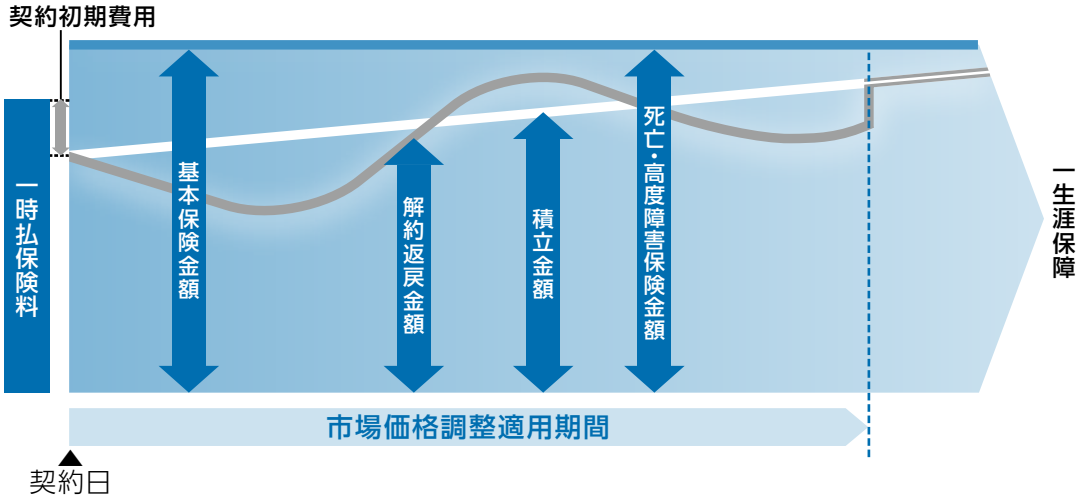 契約初期費用
一時払保険料
基本保険金額
解約返戻金額
積立金額
死亡・高度障害保険金額
一生涯保障
市場価格調整適用期間
契約日